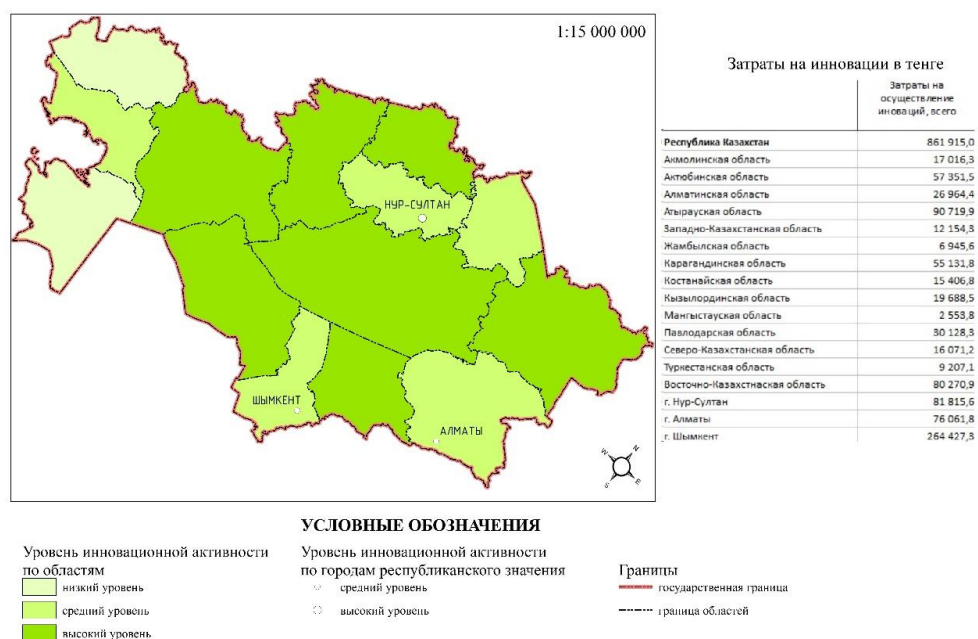 1:15 000 000
НУР-СУЛТАН
ШЫМКЕНТ
АЛМАТЫ
W
N
S
E
Затраты на инновации в тенге
Затраты на
осуществление
иноваций, всего
Республика Казахстан 861 915,0
Акмолинская область 17 016,3
Актюбинская область 57 351,5
Алматинская область 26 964,4
Атырауская область 90 719,9
Западно-Казахстанская область 12 154,3
Жамбылская область 6 945,6
Карагандинская область 55 131,8
Костанайская область 15 406,8
Кызылординская область 19 688,5
Мангыстауская область 2 553,8
Павлодарская область 30 128,3
Северо-Казахстанская область 16 071,2
Туркестанская область 9 207,1
Восточно-Казахстнаская область 80 270,9
г. Нур-Султан 81 815,6
г. Алматы 76 061,8
г. Шымкент 264 427,3
УСЛОВНЫЕ ОБОЗНАЧЕНИЯ
Уровень инновационной активности
по областям
низкий уровень
средний уровень
высокий уровень
Уровень инновационной активности
по городам республиканского значения
средний уровень
высокий уровень
Границы
государственная граница
граница областей